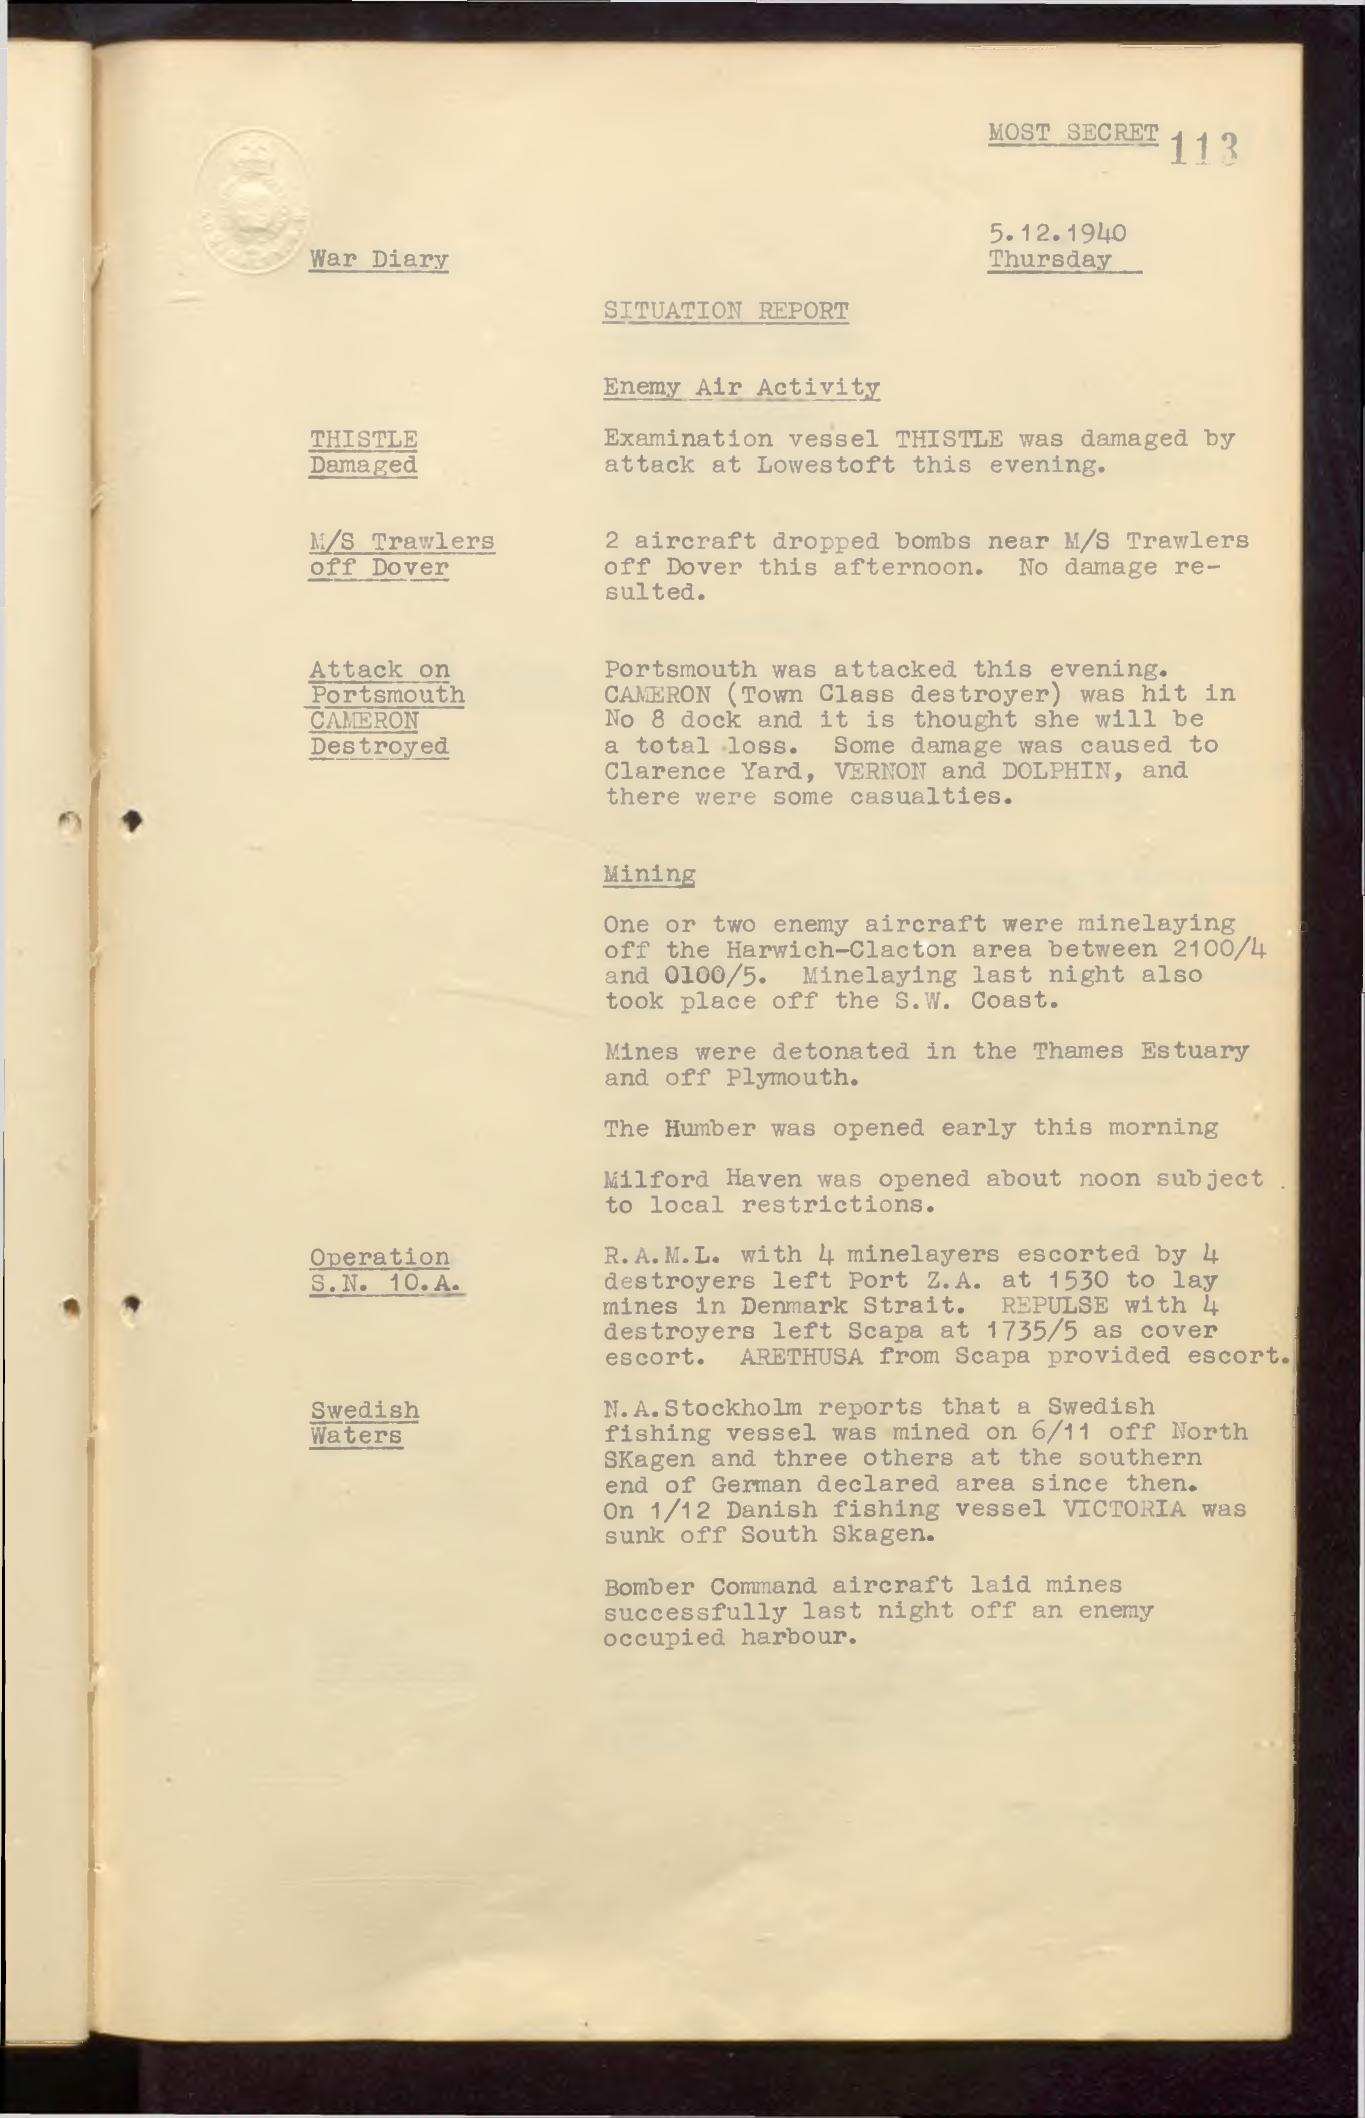 MOST SECRET 113
5.12.1940
War Diary Thursday
SITUATION REPORT
Enemy Air Activity
THISTLE
Damaged
Examination vessel THISTLE was damaged by
attack at Lowestoft this evening.
M/S Trawlers
off Dover
2 aircraft dropped bombs near M/S Trawlers
off Dover this afternoon. No damage re-
sulted.
Attack on
Portsmouth
CAMERON
Destroyed
Portsmouth was attacked this evening.
CAMERON (Town Class destroyer) was hit in
No 8 dock and it is thought she will be
a total loss. Some damage was caused to
Clarence Yard, VERNON and DOLPHIN, and
there were some casualties.
Mining
One or two enemy aircraft were minelaying
off the Harwich-Clacton area between 2100/4
and 0100/5. Minelaying last night also
took place off the S.W. Coast.
Mines were detonated in the Thames Estuary
and off Plymouth.
The Humber was opened early this morning
Milford Haven was opened about noon subject
to local restrictions.
Operation
S.N. 10.A.
R.A.M.L. with 4 minelayers escorted by 4
destroyers left Port Z.A. at 1530 to lay
mines in Denmark Strait. REPULSE with 4
destroyers left Scapa at 1735/5 as cover
escort. ARETHUSA from Scapa provided escort.
Swedish
Waters
N.A.Stockholm reports that a Swedish
fishing vessel was mined on 6/11 off North
SKagen and three others at the southern
end of German declared area since then.
On 1/12 Danish fishing vessel VICTORIA was
sunk off South Skagen.
Bomber Command aircraft laid mines
successfully last night off an enemy
occupied harbour.